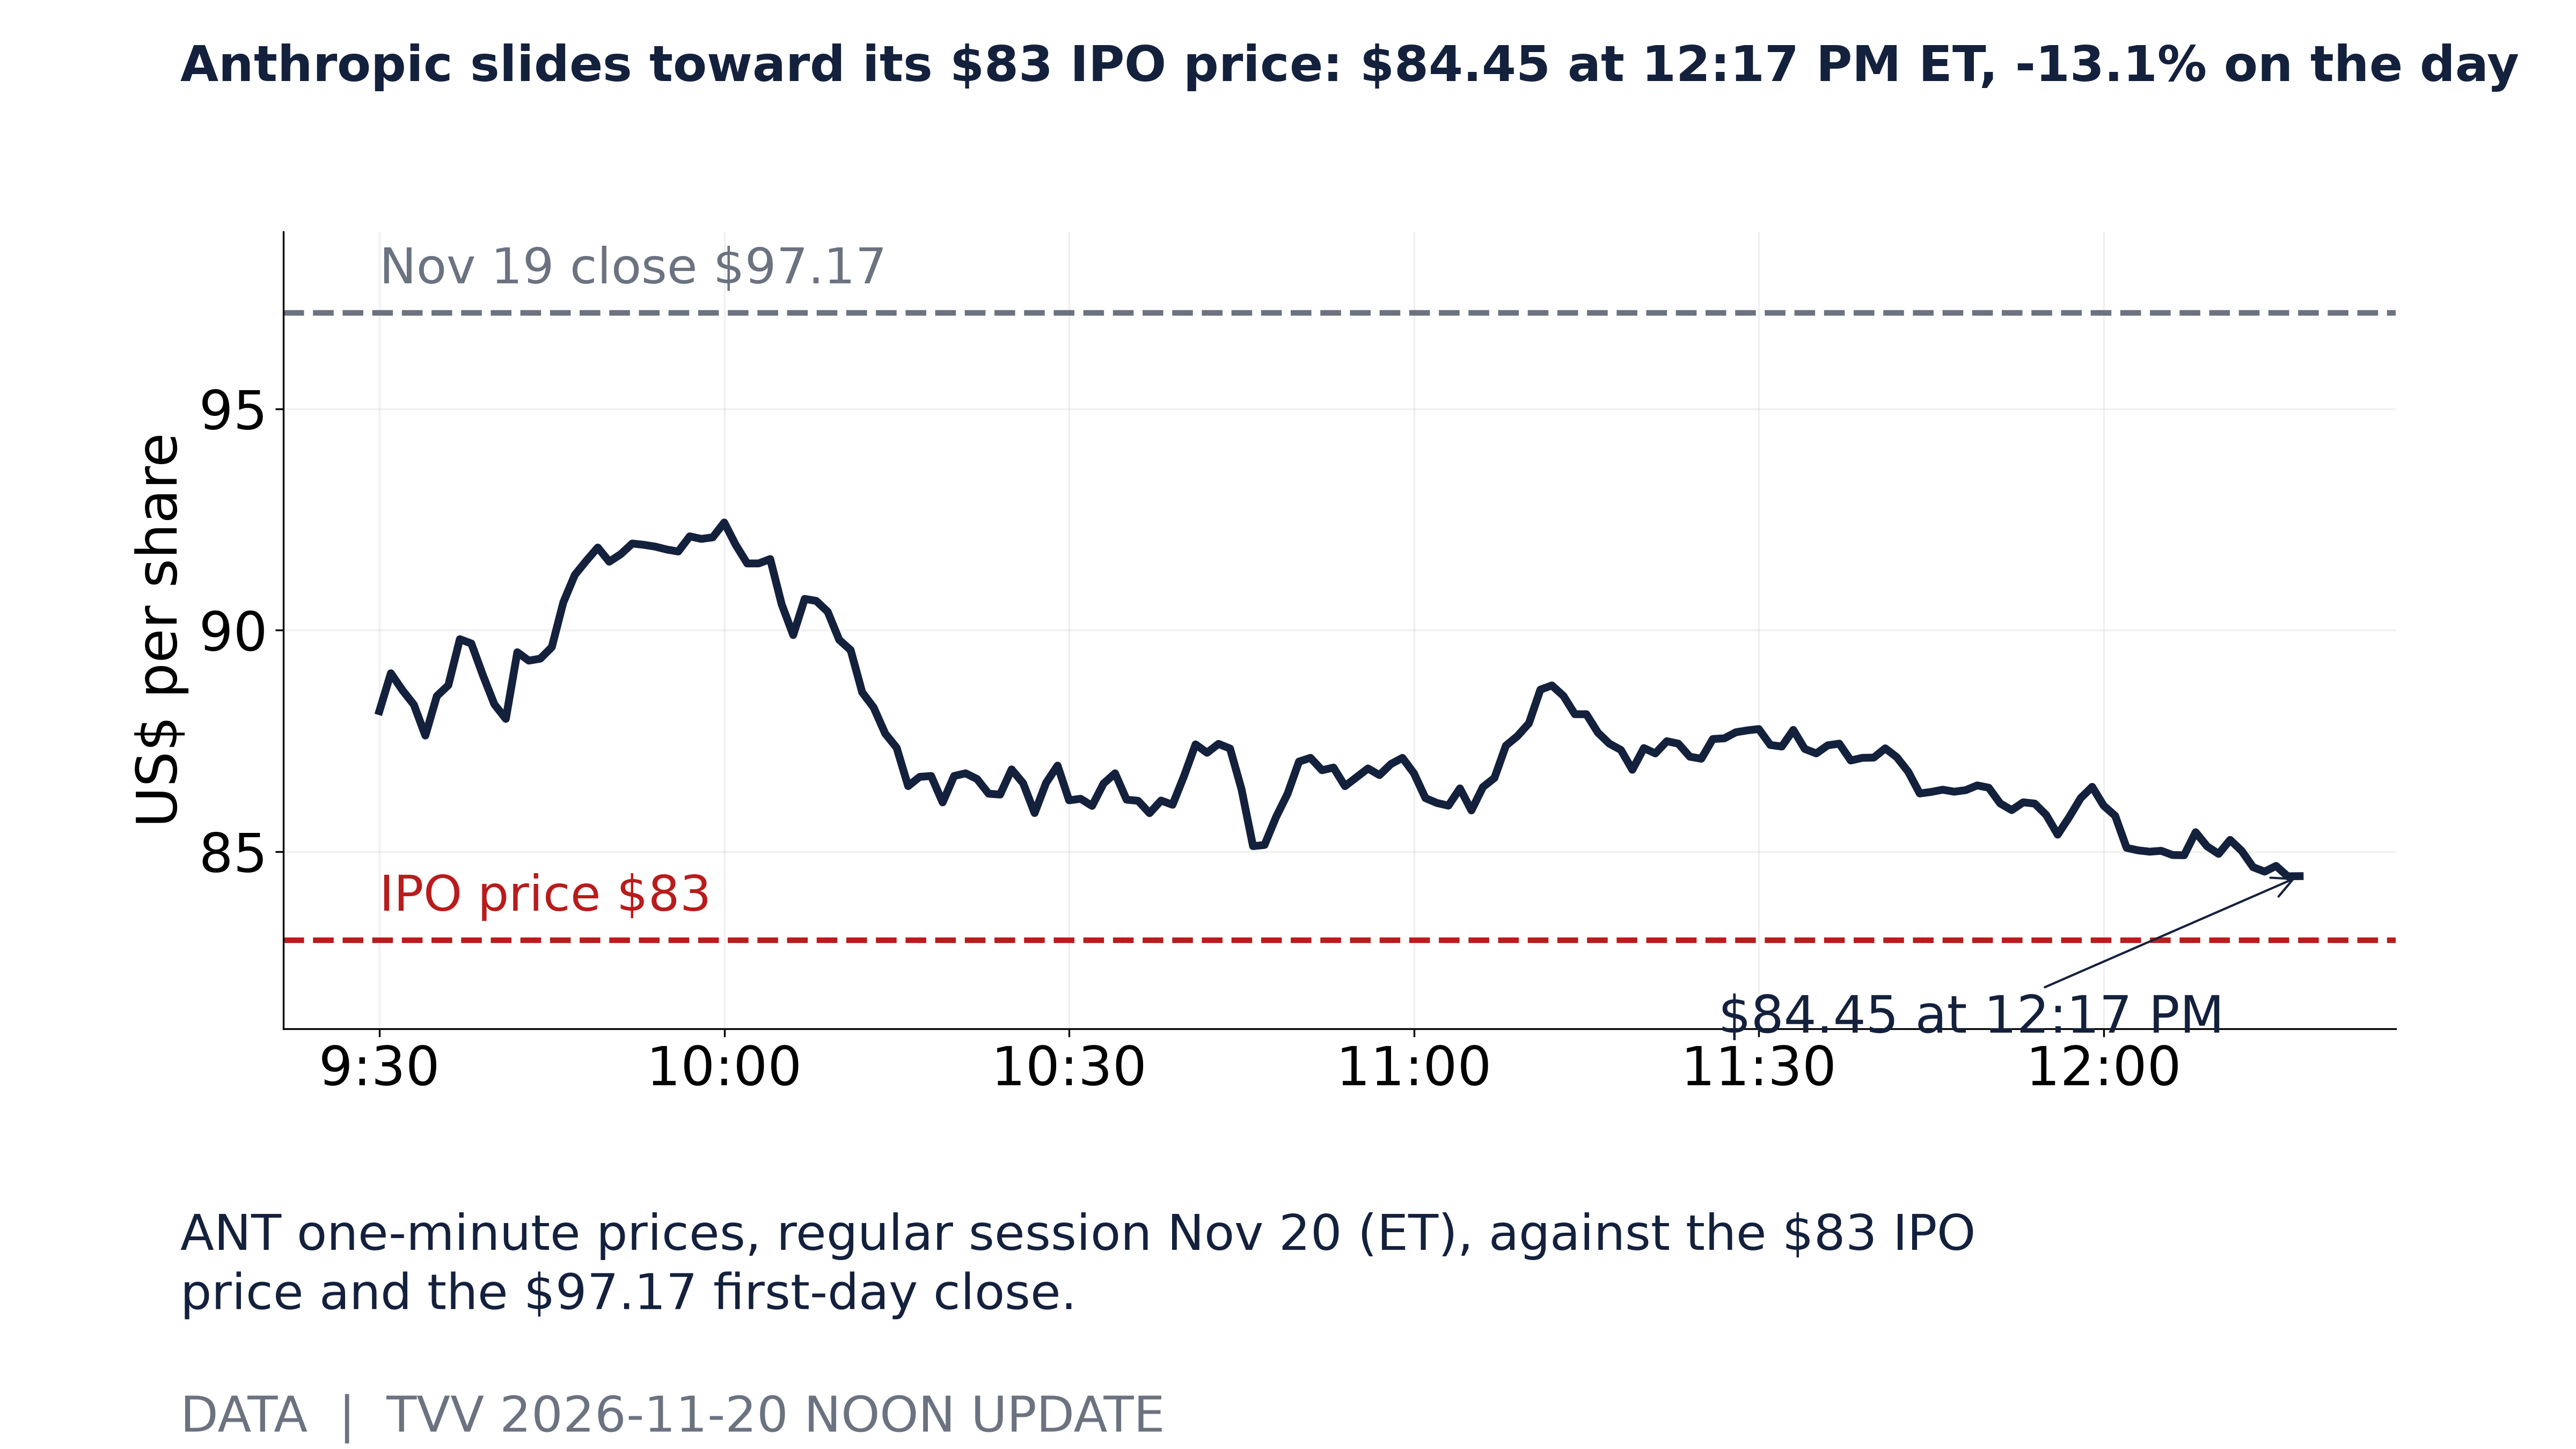 Anthropic slides toward its $83 IPO price: $84.45 at 12:17 PM ET, -13.1% on the day
Nov 19 close $97.17
95
90
85
US$ per share
IPO price $83
$84.45 at 12:17 PM
9:30
10:00
10:30
11:00
11:30
12:00
ANT one-minute prices, regular session Nov 20 (ET), against the $83 IPO
price and the $97.17 first-day close.
DATA | TVV 2026-11-20 NOON UPDATE